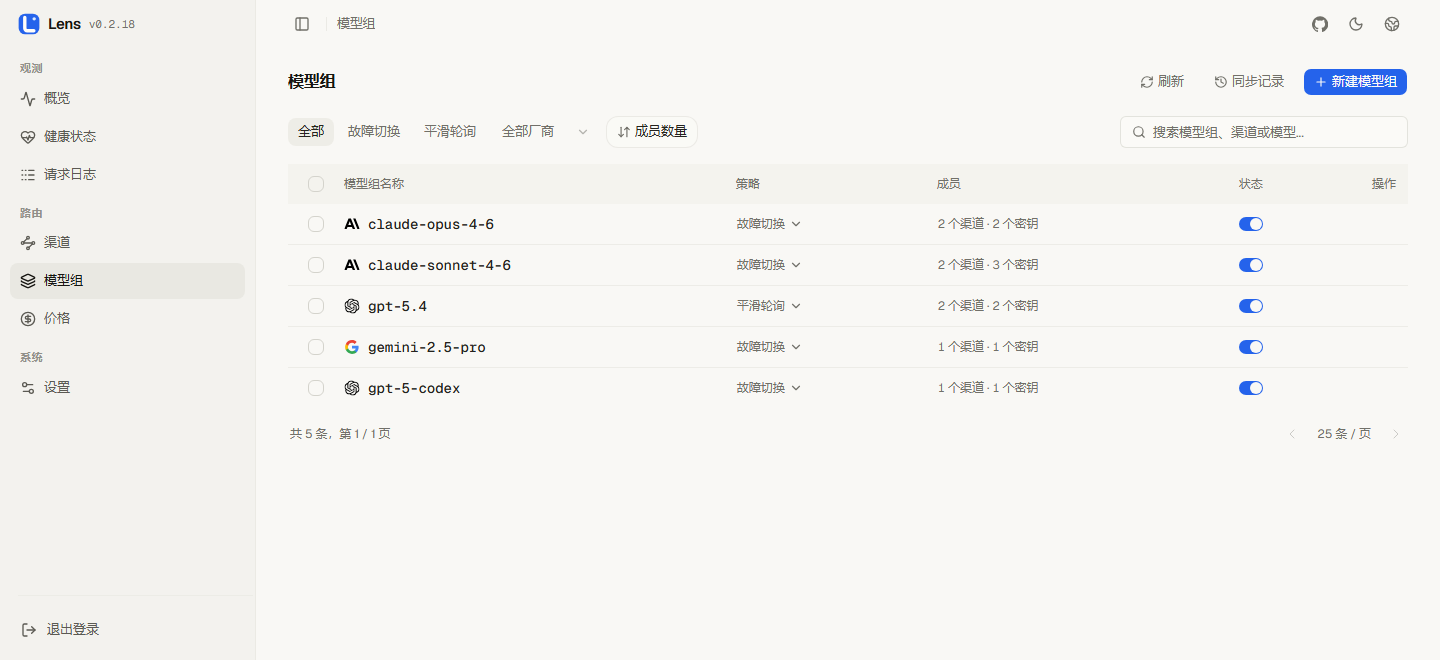 Lens v0.2.18
模型组
观测
概览
健康状态
请求日志
路由
渠道
模型组
价格
系统
设置
退出登录
模型组
刷新
同步记录
新建模型组
全部
故障切换
平滑轮询
全部厂商
成员数量
搜索模型组、渠道或模型...
模型组名称 策略 成员 状态 操作
claude-opus-4-6 故障切换 2 个渠道 · 2 个密钥
claude-sonnet-4-6 故障切换 2 个渠道 · 3 个密钥
gpt-5.4 平滑轮询 2 个渠道 · 2 个密钥
gemini-2.5-pro 故障切换 1 个渠道 · 1 个密钥
gpt-5-codex 故障切换 1 个渠道 · 1 个密钥
共 5 条，第 1 / 1 页
25 条 / 页